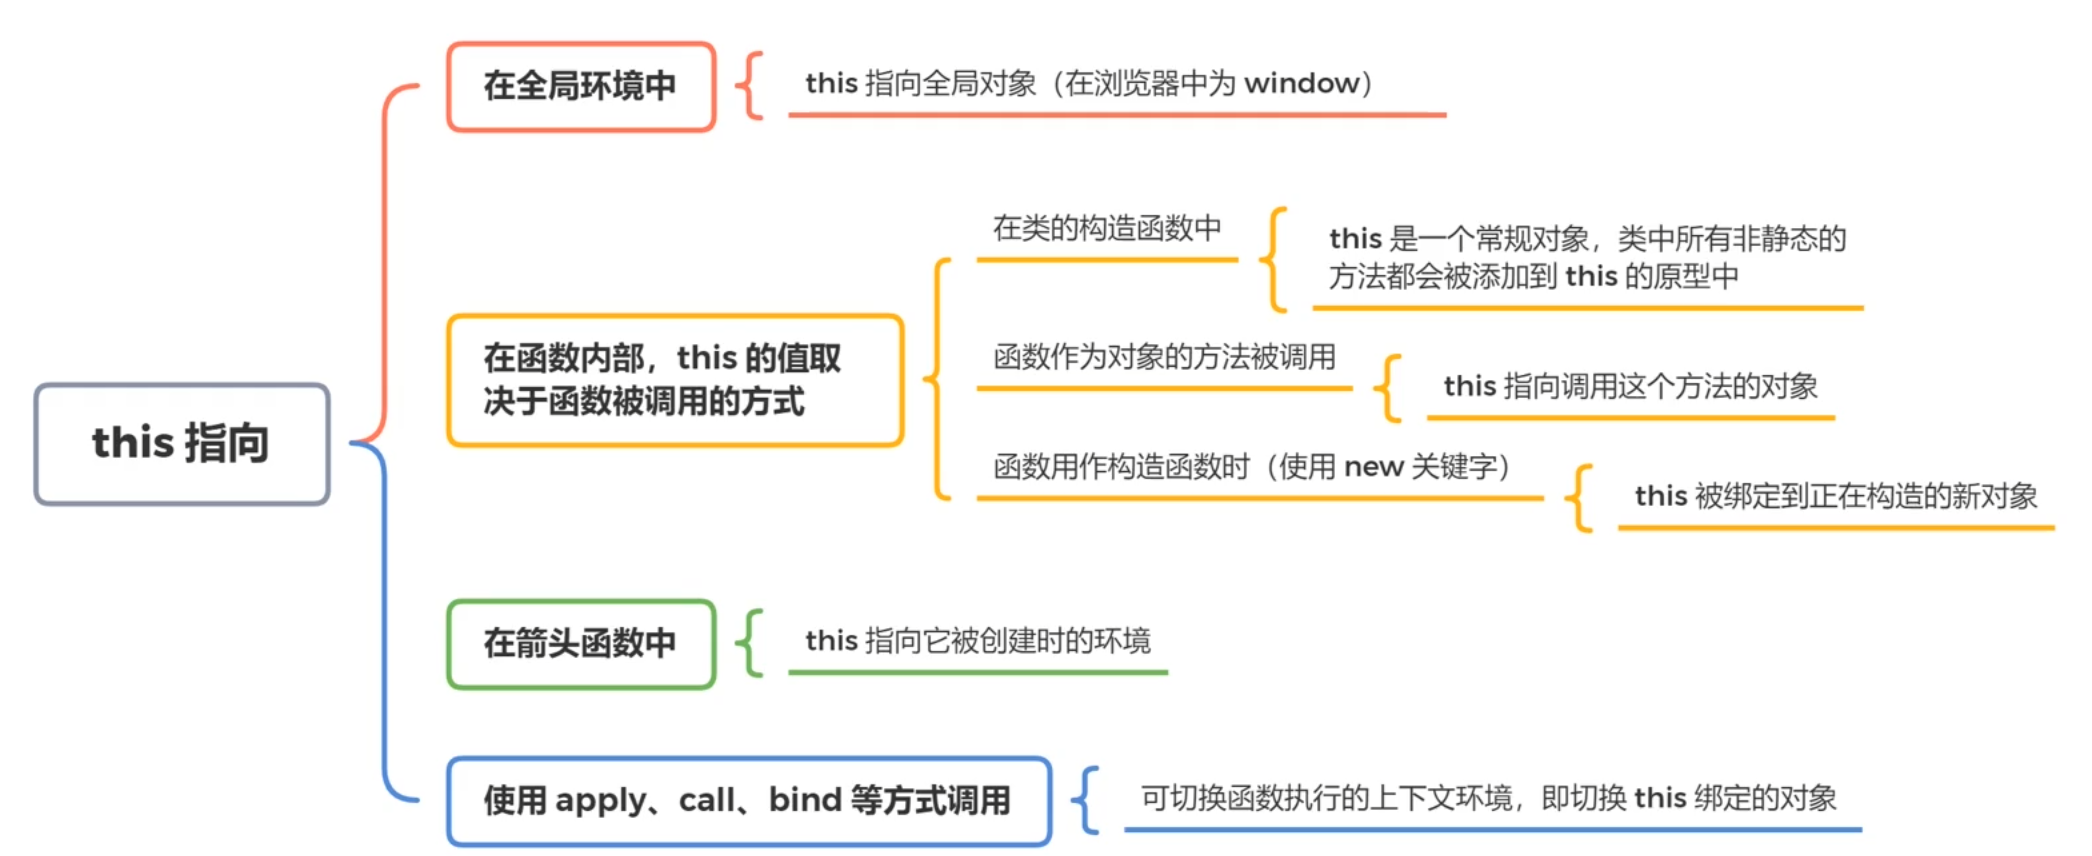 this 指向
在全局环境中
this 指向全局对象（在浏览器中为 window）
在函数内部，this 的值取
决于函数被调用的方式
在类的构造函数中
this 是一个常规对象，类中所有非静态的
方法都会被添加到 this 的原型中
函数作为对象的方法被调用
this 指向调用这个方法的对象
函数用作构造函数时（使用 new 关键字）
this 被绑定到正在构造的新对象
在箭头函数中
this 指向它被创建时的环境
使用 apply、call、bind 等方式调用
可切换函数执行的上下文环境，即切换 this 绑定的对象